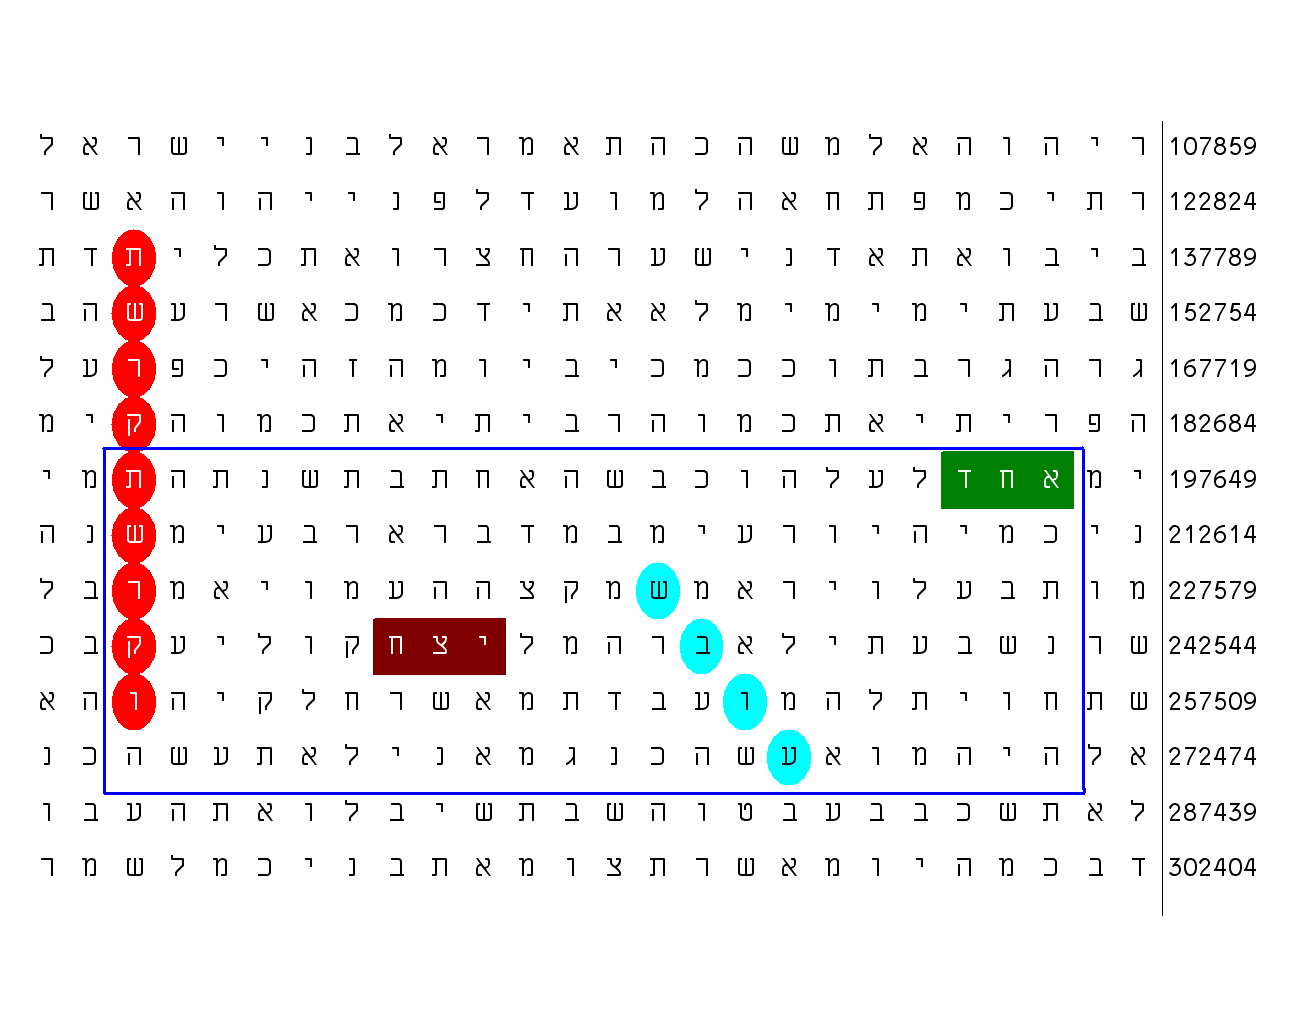 107859 ר י ה ו ה א ל מ ש ה כ ה ת א מ ר א ל ב נ י י ש ר א ל
122824 ר ת י כ מ פ ת ח א ה ל מ ו ע ד ל פ נ י י ה ו ה א ש ר
137789 ב י ב ו א ת א ד נ י ש ע ר ה ח צ ר ו א ת כ ל י ת ד ת
152754 ש ב ע ת י מ י מ י מ ל א א ת י ד כ מ כ א ש ר ע ש ה ב
167719 ג ר ה ג ר ב ת ו כ כ מ כ י ב י ו מ ה ז ה י כ פ ר ע ל
182684 ה פ ר י ת י א ת כ מ ו ה ר ב י ת י א ת כ מ ו ה ק י מ
197649 י מ א ח ד ל ע ל ה ו כ ב ש ה א ח ת ב ת ש נ ת ה ת מ י
212614 נ י כ מ י ה י ו ר ע י מ ב מ ד ב ר א ר ב ע י מ ש נ ה
227579 מ ו ת ב ע ל ו י ר א מ ש מ ק צ ה ה ע מ ו י א מ ר ב ל
242544 ש ר נ ש ב ע ת י ל א ב ר ה מ ל י צ ח ק ו ל י ע ק ב כ
257509 ש ת ח ו י ת ל ה מ ו ע ב ד ת מ א ש ר ח ל ק י ה ו ה א
272474 א ל ה י ה מ ו א ע ש ה כ נ ג מ א נ י ל א ת ע ש ה כ נ
287439 ל א ת ש כ ב ב ע ב ט ו ה ש ב ת ש י ב ל ו א ת ה ע ב ו
302404 ד ב כ מ ה י ו מ א ש ר ת צ ו מ א ת ב נ י כ מ ל ש מ ר